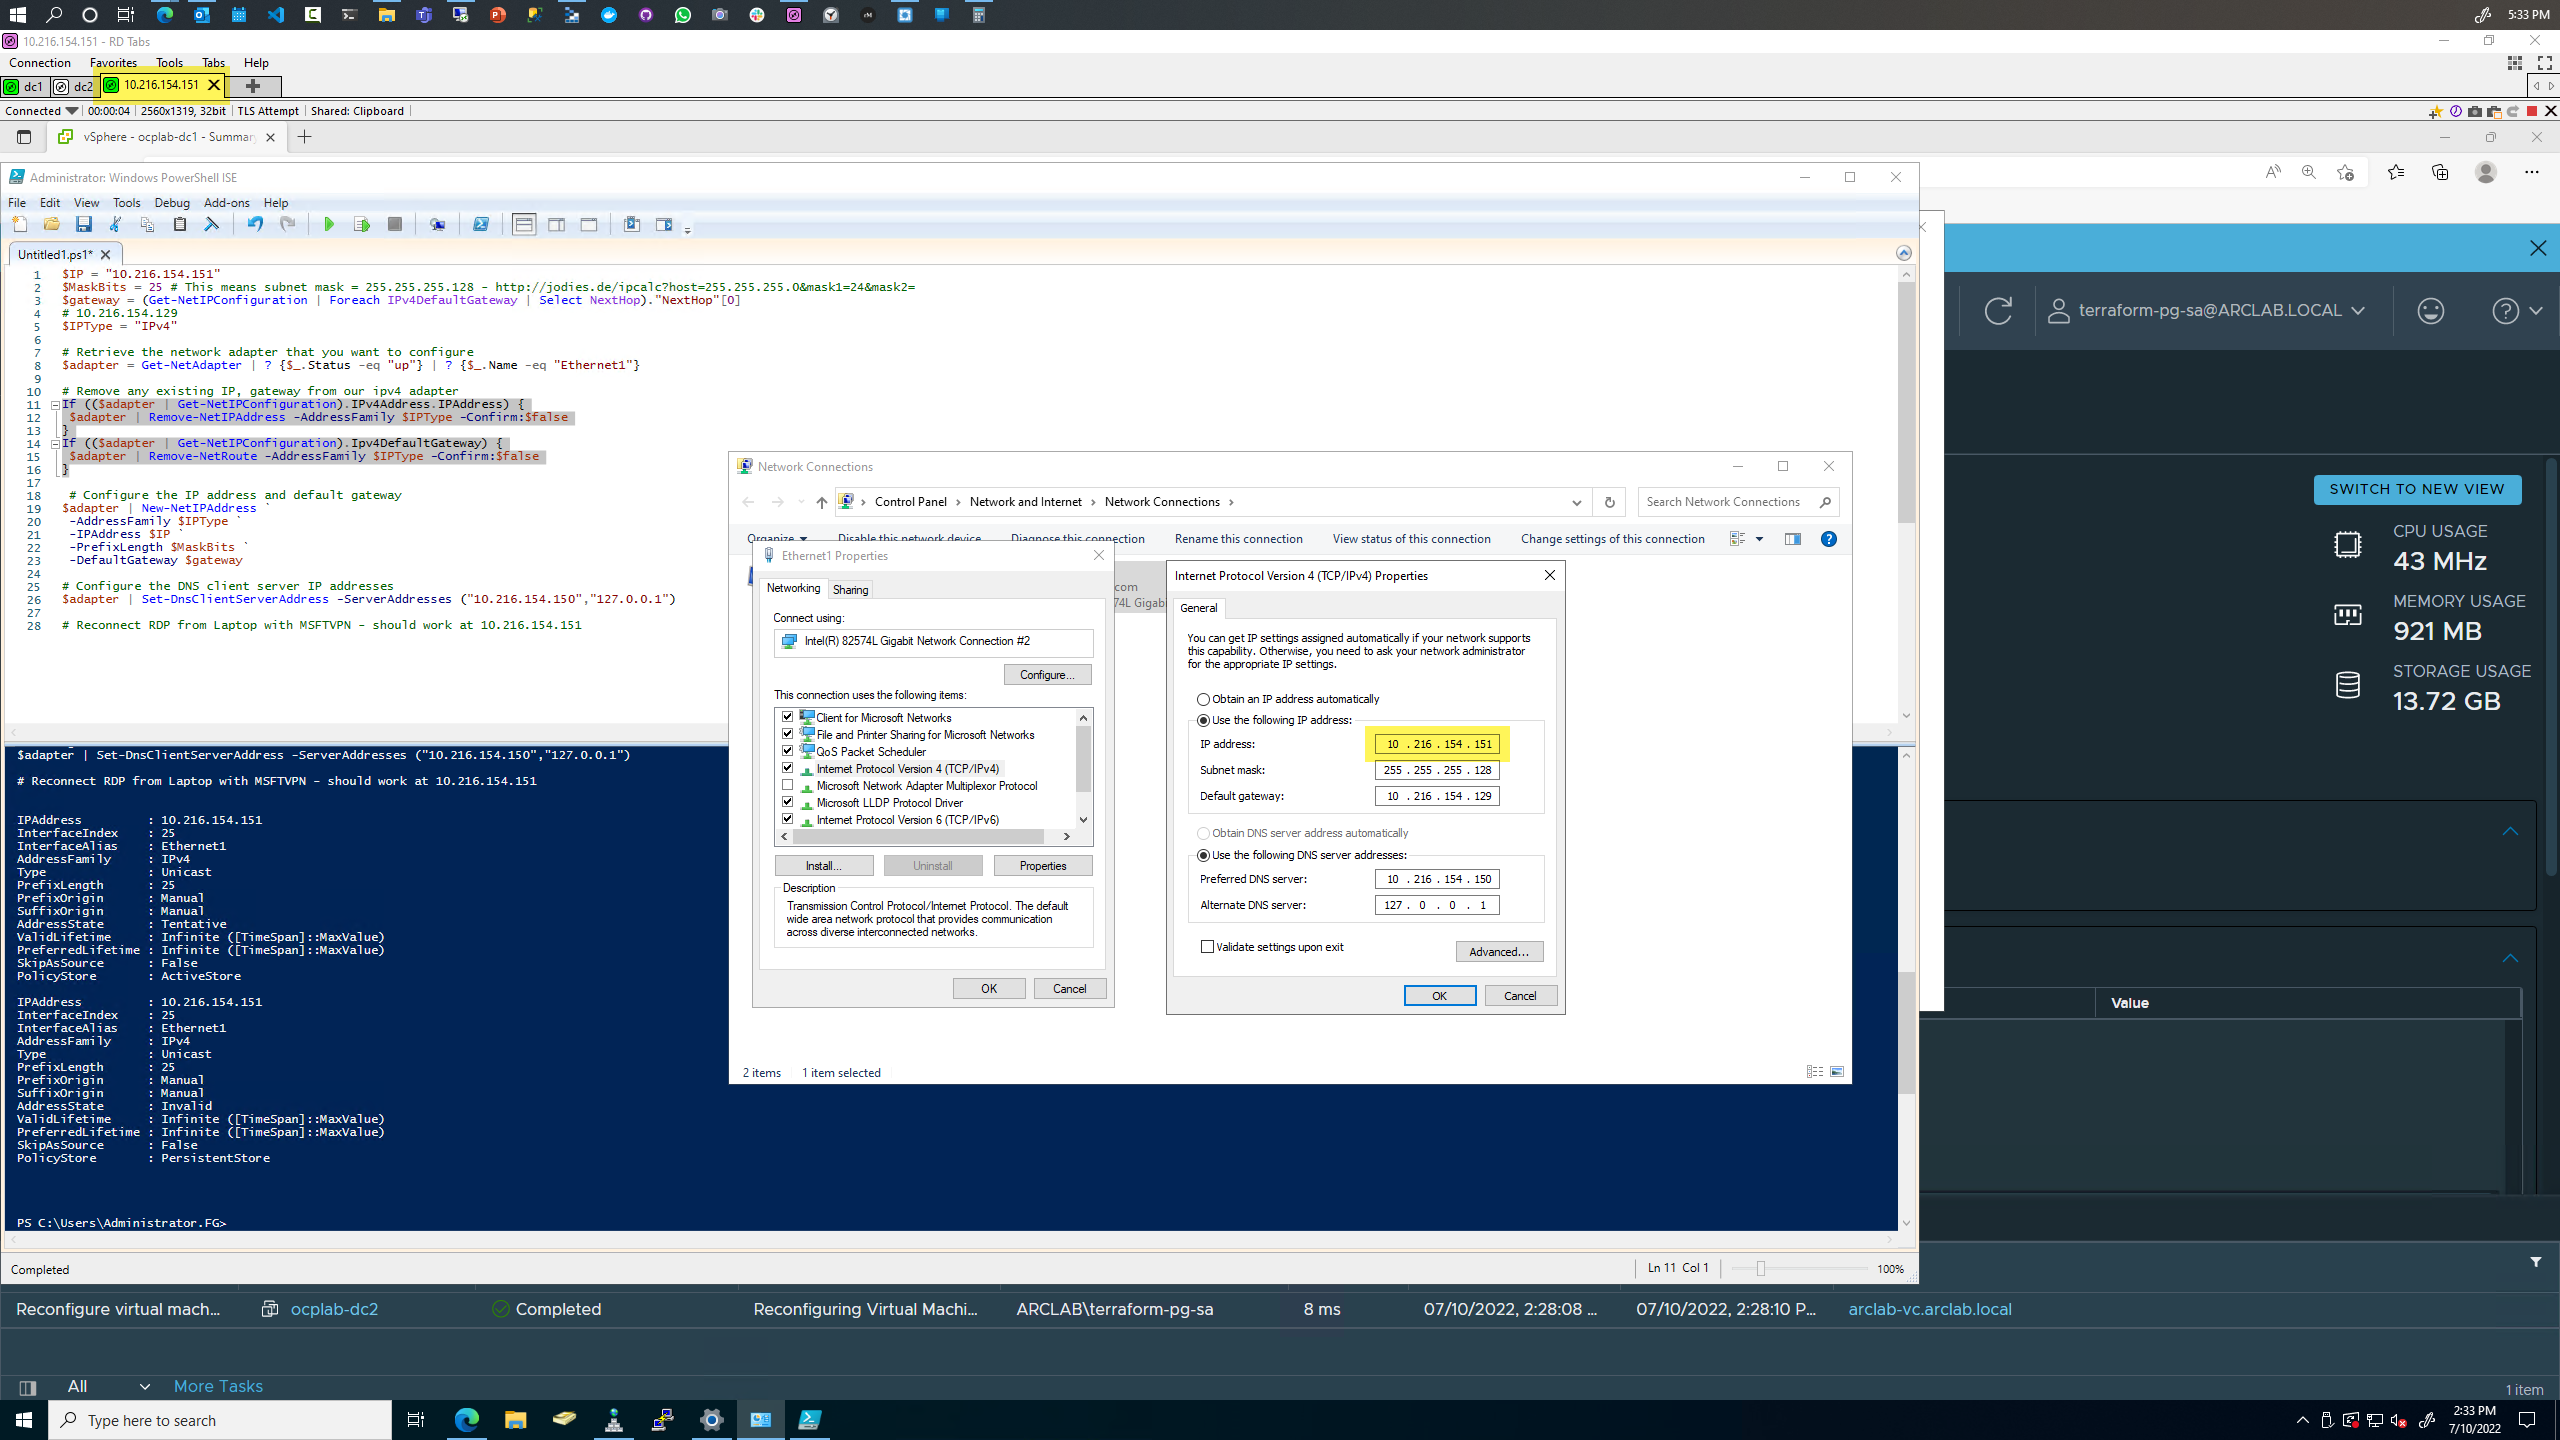 5:33 PM
10.216.154.151 - RD Tabs
Connection Favorites Tools Tabs Help
dc1 dc2 10.216.154.151
Connected 00:00:04 2560x1319, 32bit TLS Attempt Shared: Clipboard
vSphere - ocplab-dc1 - Summar
Administrator: Windows PowerShell ISE
File Edit View Tools Debug Add-ons Help
Untitled1.ps1*
1 $IP = "10.216.154.151"
2 $MaskBits = 25 # This means subnet mask = 255.255.255.128 - http://jodies.de/ipcalc?host=255.255.255.0&mask1=24&mask2=
3 $gateway = (Get-NetIPConfiguration | Foreach IPv4DefaultGateway | Select NextHop)."NextHop"[0]
4 # 10.216.154.129
5 $IPType = "IPv4"
6
7 # Retrieve the network adapter that you want to configure
8 $adapter = Get-NetAdapter | ? {$_.Status -eq "up"} | ? {$_.Name -eq "Ethernet1"}
9
10 # Remove any existing IP, gateway from our ipv4 adapter
11 If (($adapter | Get-NetIPConfiguration).IPv4Address.IPAddress) {
12 $adapter | Remove-NetIPAddress -AddressFamily $IPType -Confirm:$false
13 }
14 If (($adapter | Get-NetIPConfiguration).Ipv4DefaultGateway) {
15 $adapter | Remove-NetRoute -AddressFamily $IPType -Confirm:$false
16 }
17
18 # Configure the IP address and default gateway
19 $adapter | New-NetIPAddress `
20 -AddressFamily $IPType `
21 -IPAddress $IP `
22 -PrefixLength $MaskBits `
23 -DefaultGateway $gateway
24
25 # Configure the DNS client server IP addresses
26 $adapter | Set-DnsClientServerAddress -ServerAddresses ("10.216.154.150","127.0.0.1")
27
28 # Reconnect RDP from Laptop with MSFTVPN - should work at 10.216.154.151
$adapter | Set-DnsClientServerAddress -ServerAddresses ("10.216.154.150","127.0.0.1")
# Reconnect RDP from Laptop with MSFTVPN - should work at 10.216.154.151
IPAddress : 10.216.154.151
InterfaceIndex : 25
InterfaceAlias : Ethernet1
AddressFamily : IPv4
Type : Unicast
PrefixLength : 25
PrefixOrigin : Manual
SuffixOrigin : Manual
AddressState : Tentative
ValidLifetime : Infinite ([TimeSpan]::MaxValue)
PreferredLifetime : Infinite ([TimeSpan]::MaxValue)
SkipAsSource : False
PolicyStore : ActiveStore
IPAddress : 10.216.154.151
InterfaceIndex : 25
InterfaceAlias : Ethernet1
AddressFamily : IPv4
Type : Unicast
PrefixLength : 25
PrefixOrigin : Manual
SuffixOrigin : Manual
AddressState : Invalid
ValidLifetime : Infinite ([TimeSpan]::MaxValue)
PreferredLifetime : Infinite ([TimeSpan]::MaxValue)
SkipAsSource : False
PolicyStore : PersistentStore
PS C:\Users\Administrator.FG>
Completed
Ln 11 Col 1
100%
Network Connections
Control Panel > Network and Internet > Network Connections >
Search Network Connections
Organize Disable this network device Diagnose this connection Rename this connection View status of this connection Change settings of this connection
.com
74L Gigab
2 items 1 item selected
Ethernet1 Properties
Networking Sharing
Connect using:
Intel(R) 82574L Gigabit Network Connection #2
Configure...
This connection uses the following items:
Client for Microsoft Networks
File and Printer Sharing for Microsoft Networks
QoS Packet Scheduler
Internet Protocol Version 4 (TCP/IPv4)
Microsoft Network Adapter Multiplexor Protocol
Microsoft LLDP Protocol Driver
Internet Protocol Version 6 (TCP/IPv6)
Install... Uninstall Properties
Description
Transmission Control Protocol/Internet Protocol. The default
wide area network protocol that provides communication
across diverse interconnected networks.
OK Cancel
Internet Protocol Version 4 (TCP/IPv4) Properties
General
You can get IP settings assigned automatically if your network supports
this capability. Otherwise, you need to ask your network administrator
for the appropriate IP settings.
Obtain an IP address automatically
Use the following IP address:
IP address: 10 . 216 . 154 . 151
Subnet mask: 255 . 255 . 255 . 128
Default gateway: 10 . 216 . 154 . 129
Obtain DNS server address automatically
Use the following DNS server addresses:
Preferred DNS server: 10 . 216 . 154 . 150
Alternate DNS server: 127 . 0 . 0 . 1
Validate settings upon exit
Advanced...
OK Cancel
terraform-pg-sa@ARCLAB.LOCAL
SWITCH TO NEW VIEW
CPU USAGE
43 MHz
MEMORY USAGE
921 MB
STORAGE USAGE
13.72 GB
Value
Reconfigure virtual mach... ocplab-dc2 Completed Reconfiguring Virtual Machi... ARCLAB\terraform-pg-sa 8 ms 07/10/2022, 2:28:08 ... 07/10/2022, 2:28:10 P... arclab-vc.arclab.local
All More Tasks
1 item
Type here to search
2:33 PM
7/10/2022